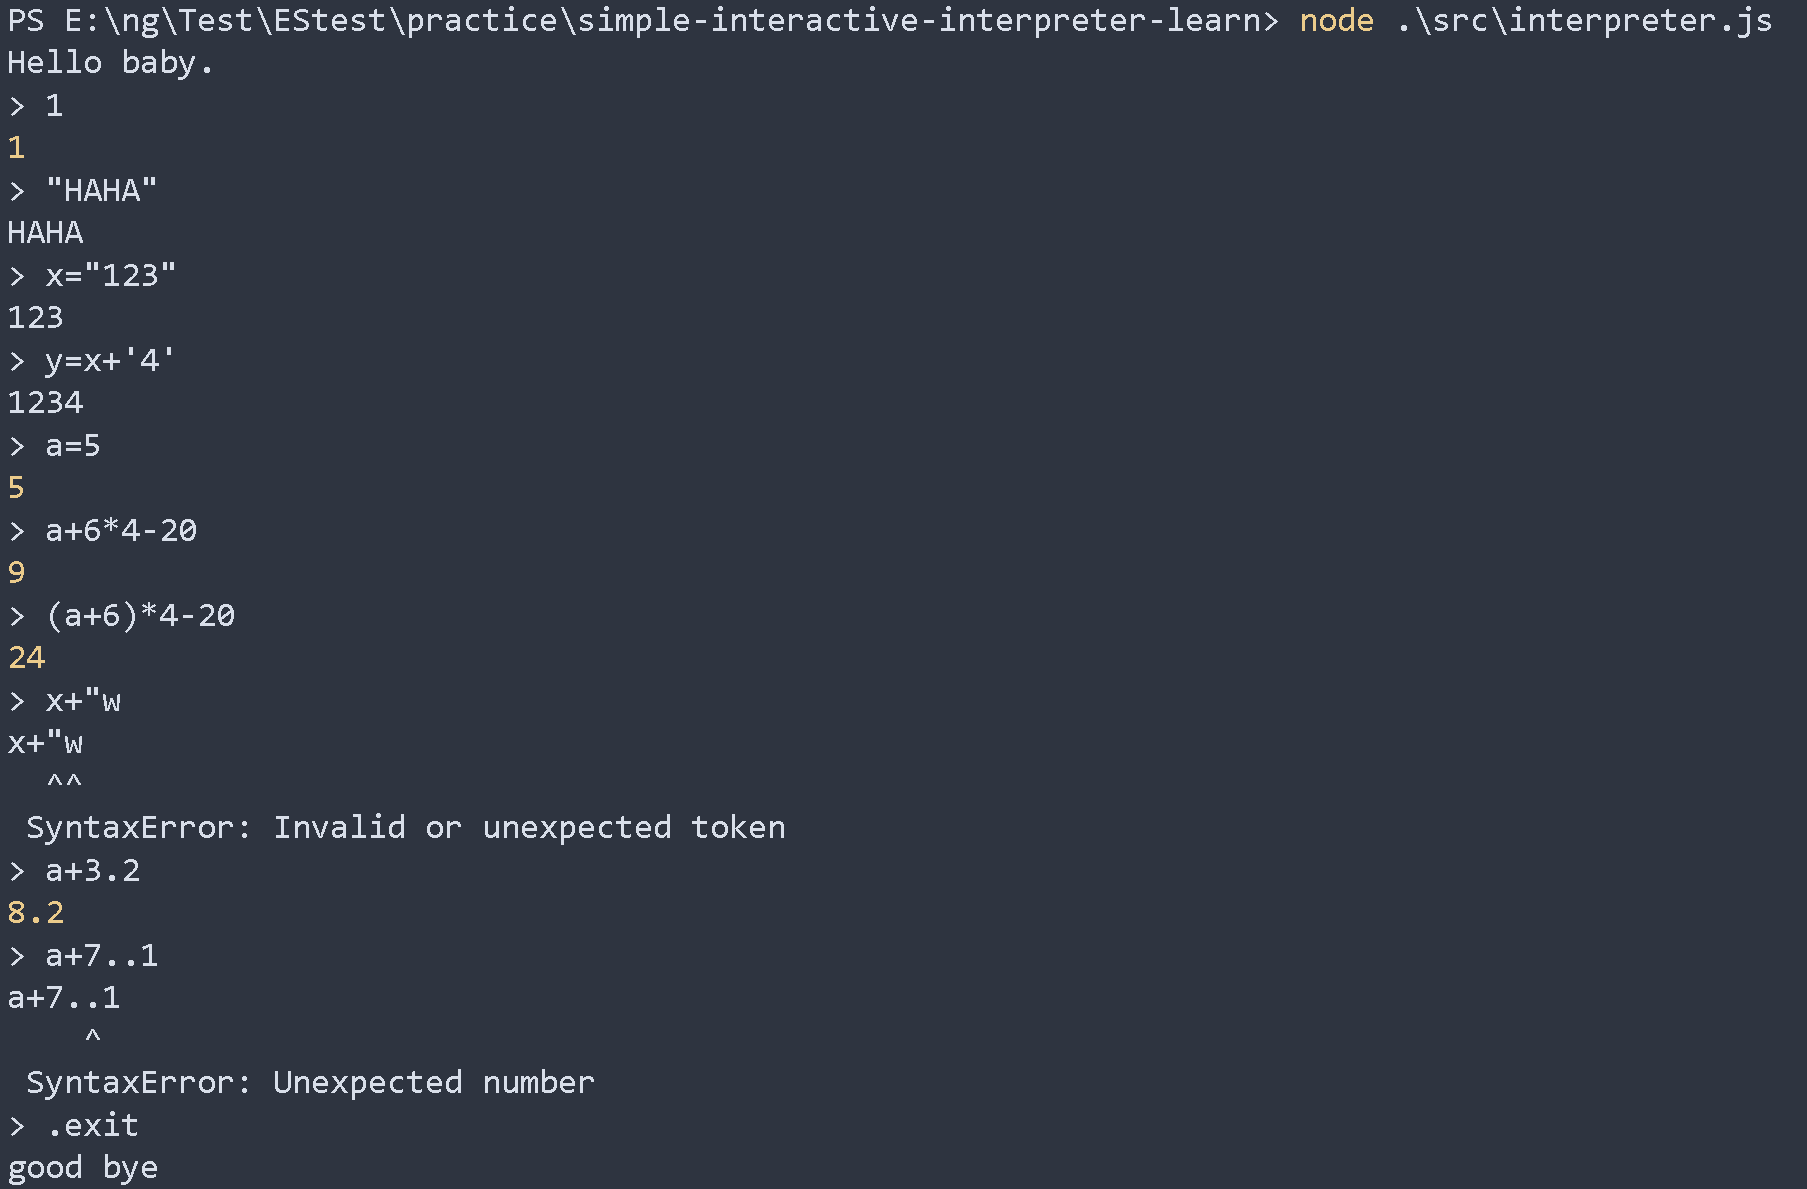 PS E:\ng\Test\EStest\practice\simple-interactive-interpreter-learn> node .\src\interpreter.js
Hello baby.
> 1
1
> "HAHA"
HAHA
> x="123"
123
> y=x+'4'
1234
> a=5
5
> a+6*4-20
9
> (a+6)*4-20
24
> x+"w
x+"w
  ^^
 SyntaxError: Invalid or unexpected token
> a+3.2
8.2
> a+7..1
a+7..1
    ^
 SyntaxError: Unexpected number
> .exit
good bye